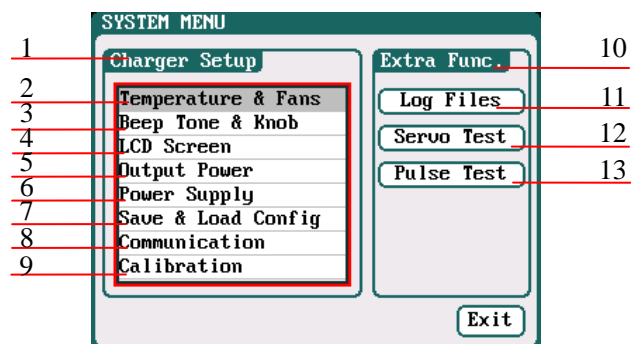 SYSTEM MENU
1
Charger Setup
2
Temperature & Fans
3
Beep Tone & Knob
4
LCD Screen
5
Output Power
6
Power Supply
7
Save & Load Config
8
Communication
9
Calibration
Extra Func.
10
Log Files
11
Servo Test
12
Pulse Test
13
Exit